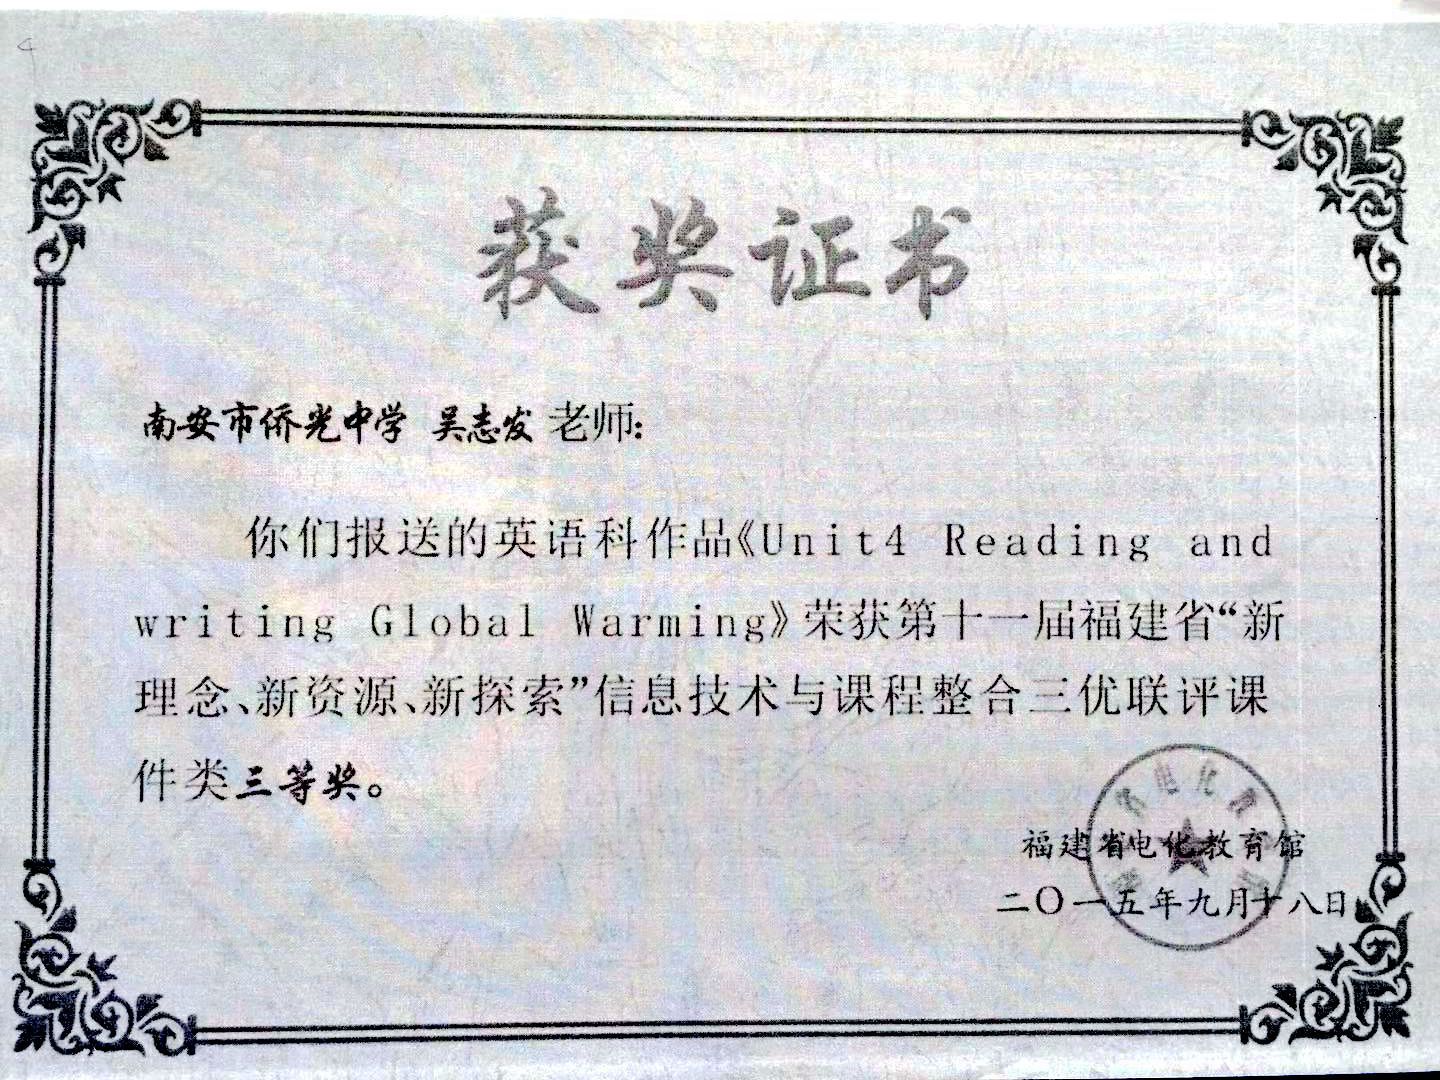 获奖证书
南安市侨光中学 吴志发老师:
你们报送的英语科作品《Unit4 Reading and
writing Global Warming》荣获第十一届福建省“新
理念、新资源、新探索”信息技术与课程整合三优联评课
件类三等奖。
省电化教
福建省电化教育馆
二〇一五年九月十八日